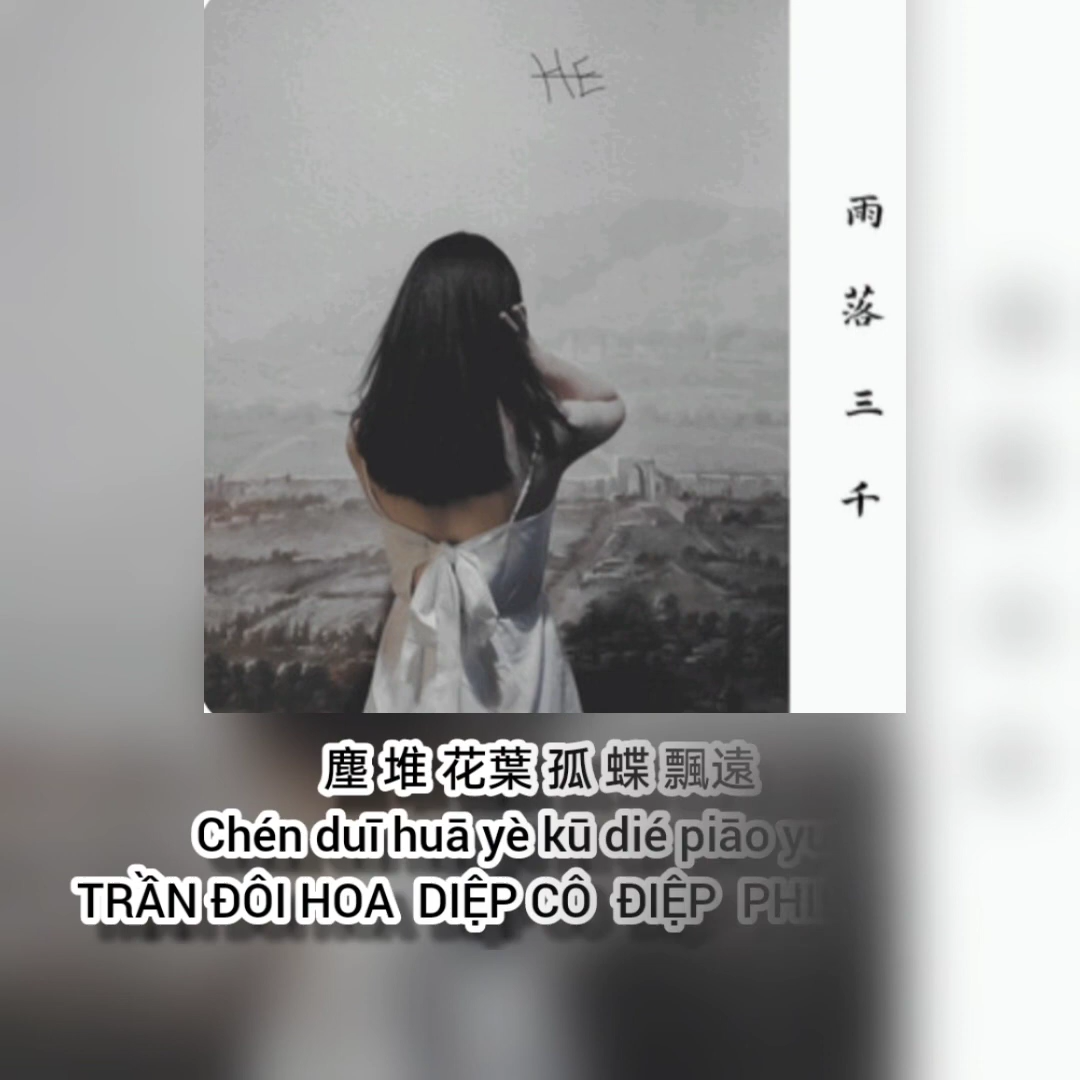 HE
雨落三千
塵 堆 花葉 孤 蝶 飄遠
Chén duī huā yè kū dié piāo
TRẦN ĐÔI HOA DIỆP CÔ ĐIỆP